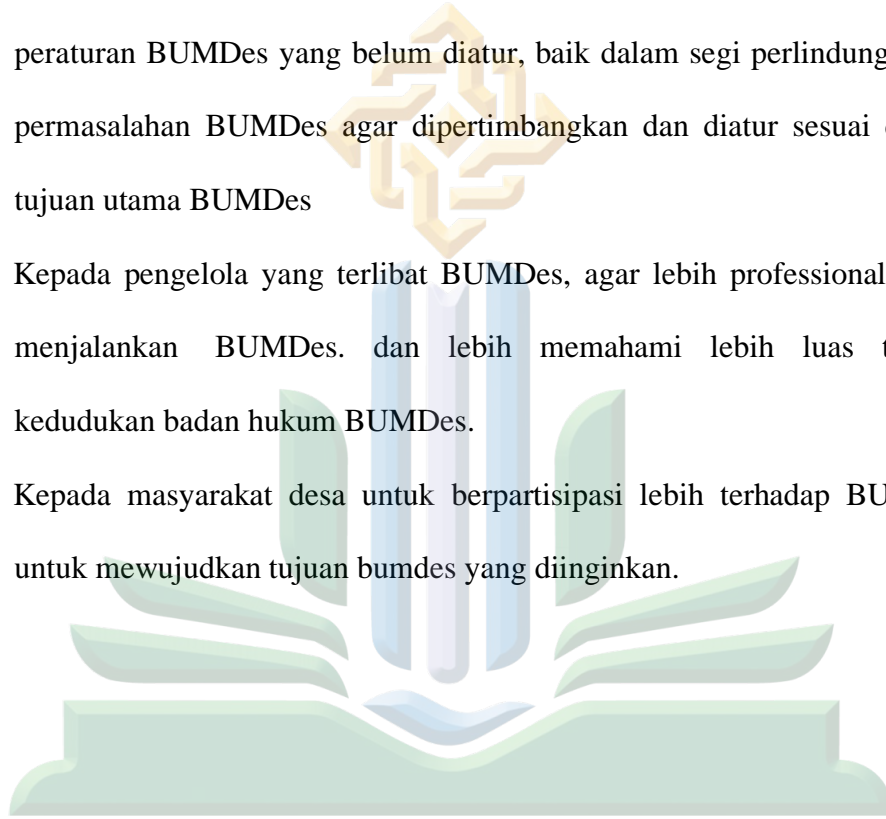 peraturan BUMDes yang belum diatur, baik dalam segi
permasalahan BUMDes agar dipertimbangkan dan diatur sesuai
tujuan utama BUMDes
Kepada pengelola yang terlibat BUMDes, agar lebih professional
menjalankan BUMDes. dan lebih memahami lebih luas
kedudukan badan hukum BUMDes.
Kepada masyarakat desa untuk berpartisipasi lebih terhadap
untuk mewujudkan tujuan bumdes yang diinginkan.